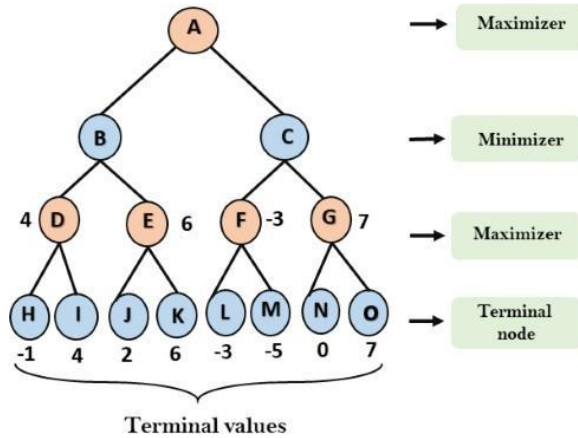 A
Maximizer
B
C
Minimizer
4 D
E 6
F -3
G 7
Maximizer
H I J K L M N O
Terminal
node
-1 4 2 6 -3 -5 0 7
Terminal values